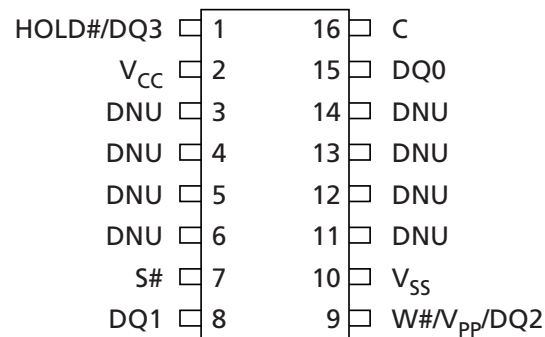 HOLD#/DQ3 1 16 C
VCC 2 15 DQ0
DNU 3 14 DNU
DNU 4 13 DNU
DNU 5 12 DNU
DNU 6 11 DNU
S# 7 10 VSS
DQ1 8 9 W#/VPP/DQ2